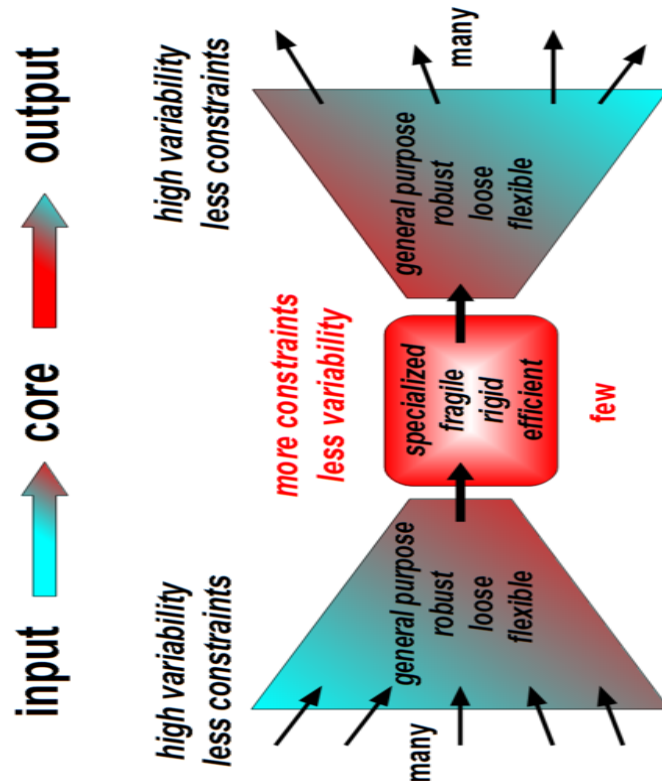 input
core
output
high variability
less constraints
more constraints
less variability
high variability
less constraints
many
general purpose
robust
loose
flexible
specialized
fragile
rigid
efficient
few
general purpose
robust
loose
flexible
many